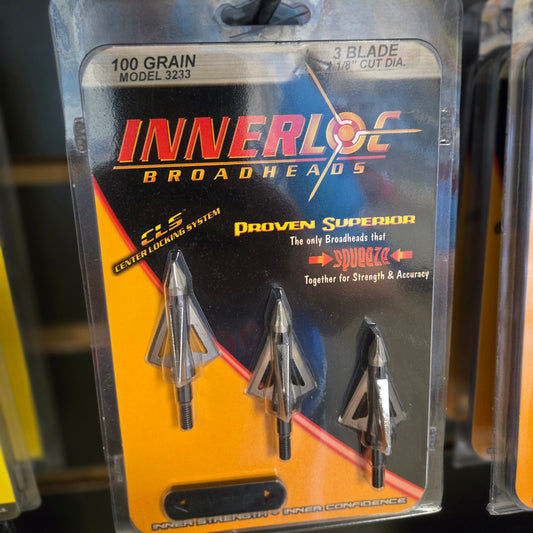 100 GRAIN
MODEL 3233
3 BLADE
1 1/8" CUT DIA.
INNERLOC
BROADHEADS
CLS™
CENTER LOCKING SYSTEM
PROVEN SUPERIOR
The only Broadheads that
squeeze
Together for Strength & Accuracy
INNER STRENGTH • INNER CONFIDENCE